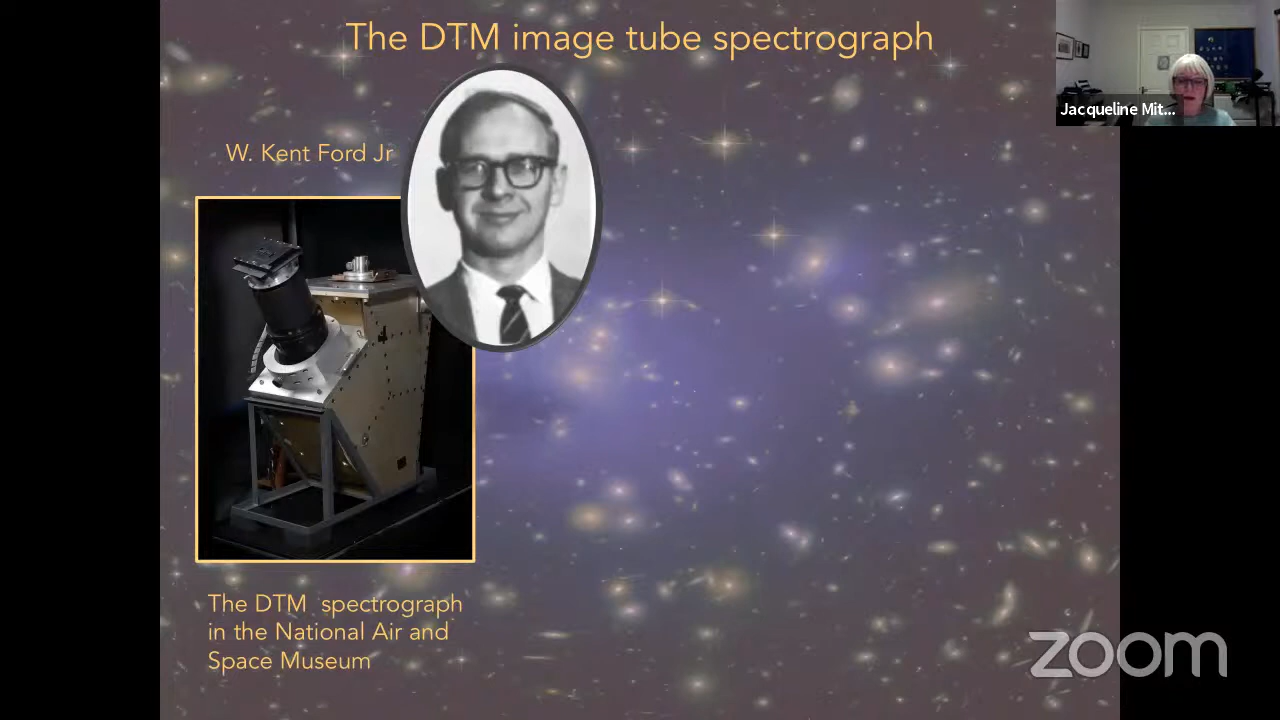 The DTM image tube spectrograph
Jacqueline Mit...
W. Kent Ford Jr
The DTM spectrograph
in the National Air and
Space Museum
zoom